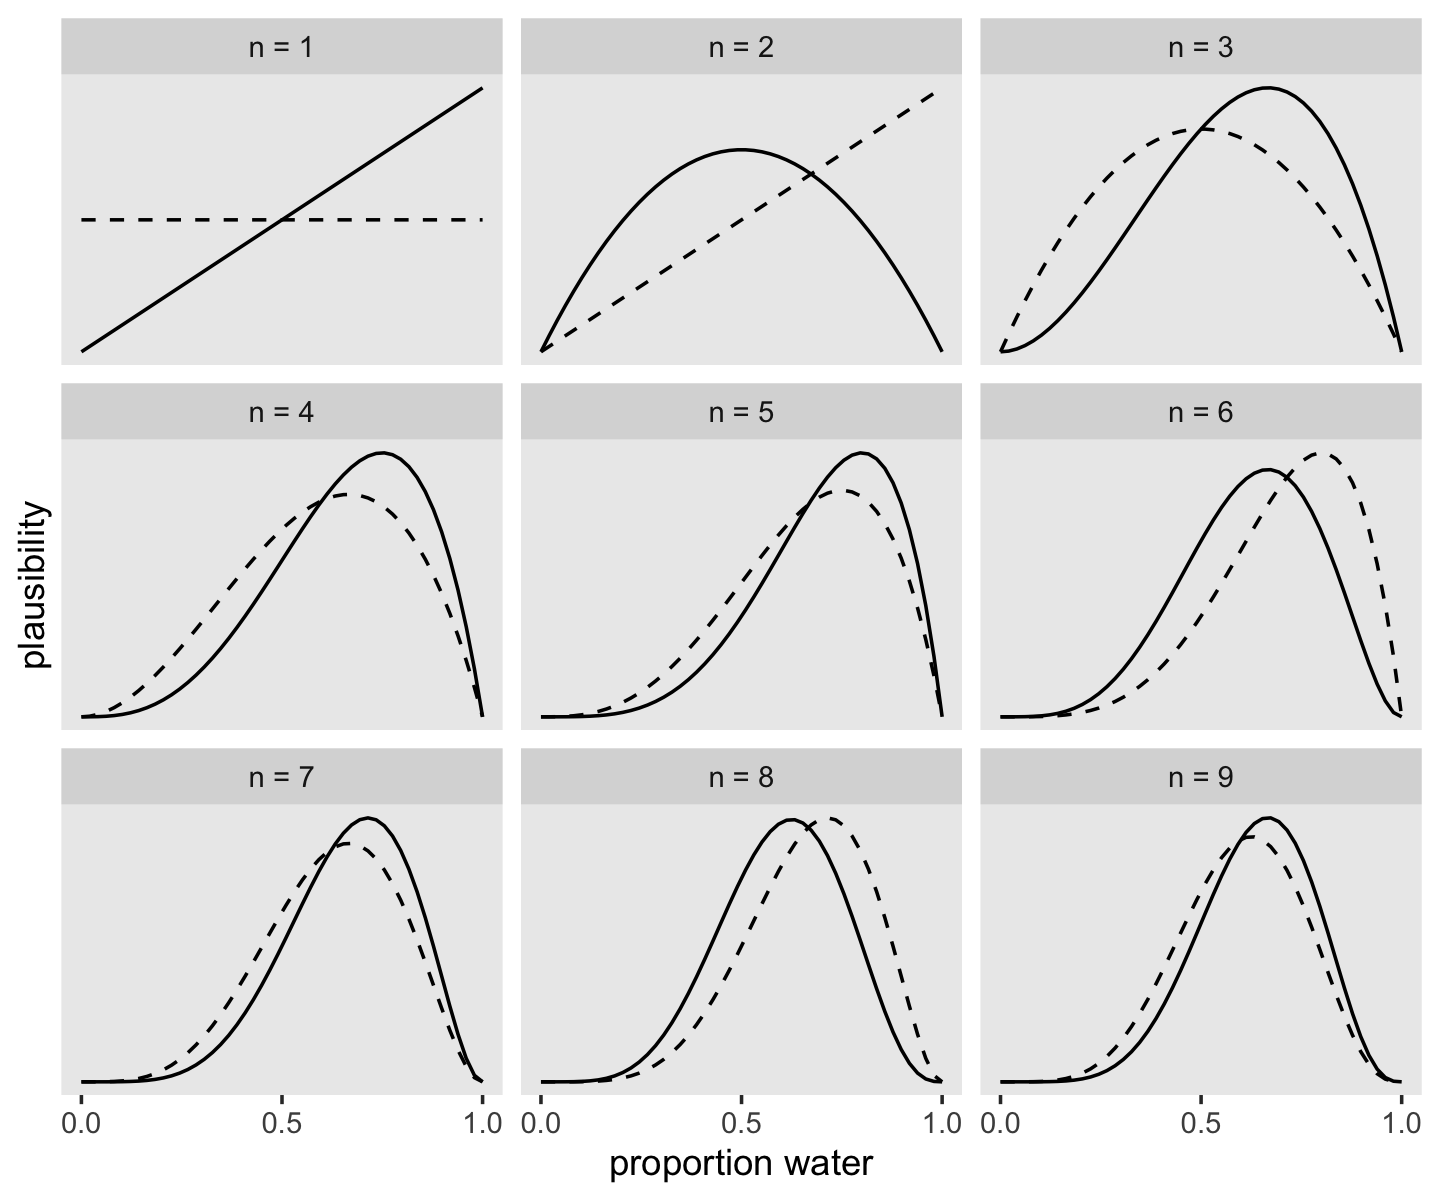 n = 1
n = 2
n = 3
n = 4
n = 5
n = 6
n = 7
n = 8
n = 9
plausibility
0.0 0.5 1.0 0.0 0.5 1.0 0.0 0.5 1.0
proportion water